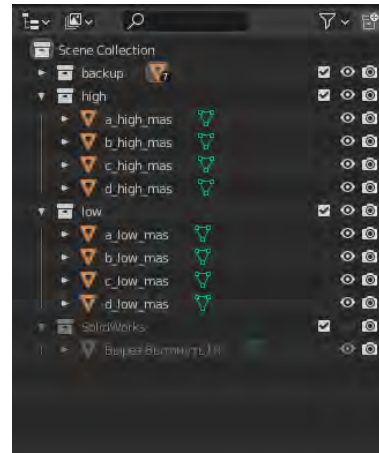 Scene Collection
backup 7
high
a_high_mas
b_high_mas
c_high_mas
d_high_mas
low
a_low_mas
b_low_mas
c_low_mas
d_low_mas
SolidWorks